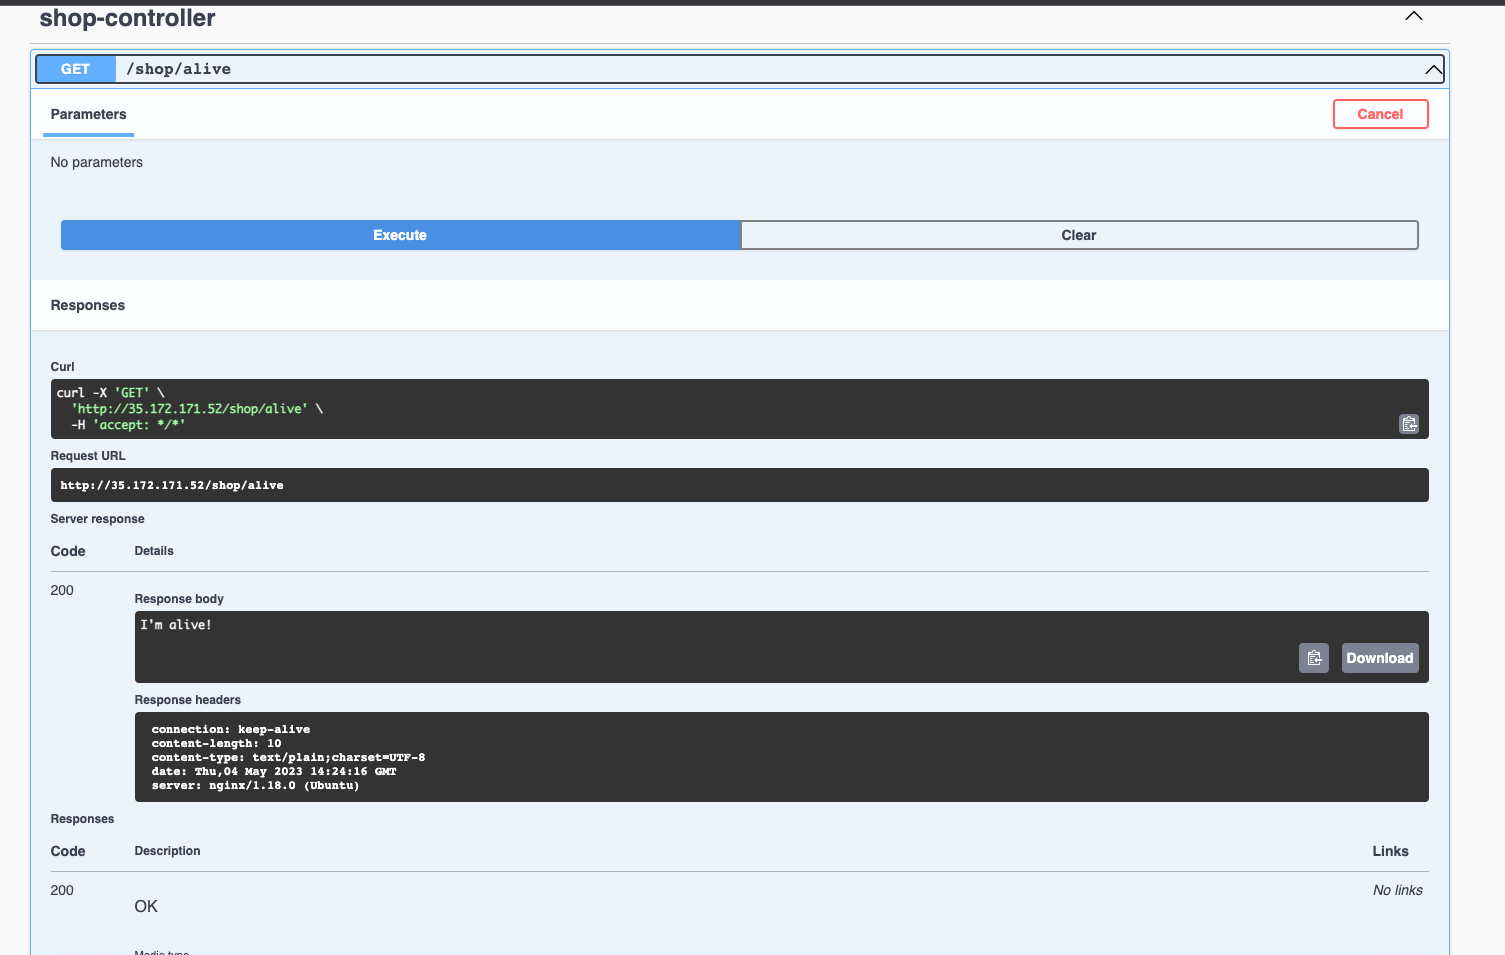 shop-controller
GET /shop/alive
Parameters
Cancel
No parameters
Execute
Clear
Responses
Curl
curl -X 'GET' \
'http://35.172.171.52/shop/alive' \
-H 'accept: */*'
Request URL
http://35.172.171.52/shop/alive
Server response
Code Details
200
Response body
I'm alive!
Download
Response headers
connection: keep-alive
content-length: 10
content-type: text/plain;charset=UTF-8
date: Thu,04 May 2023 14:24:16 GMT
server: nginx/1.18.0 (Ubuntu)
Responses
Code Description Links
200 No links
OK
Media type